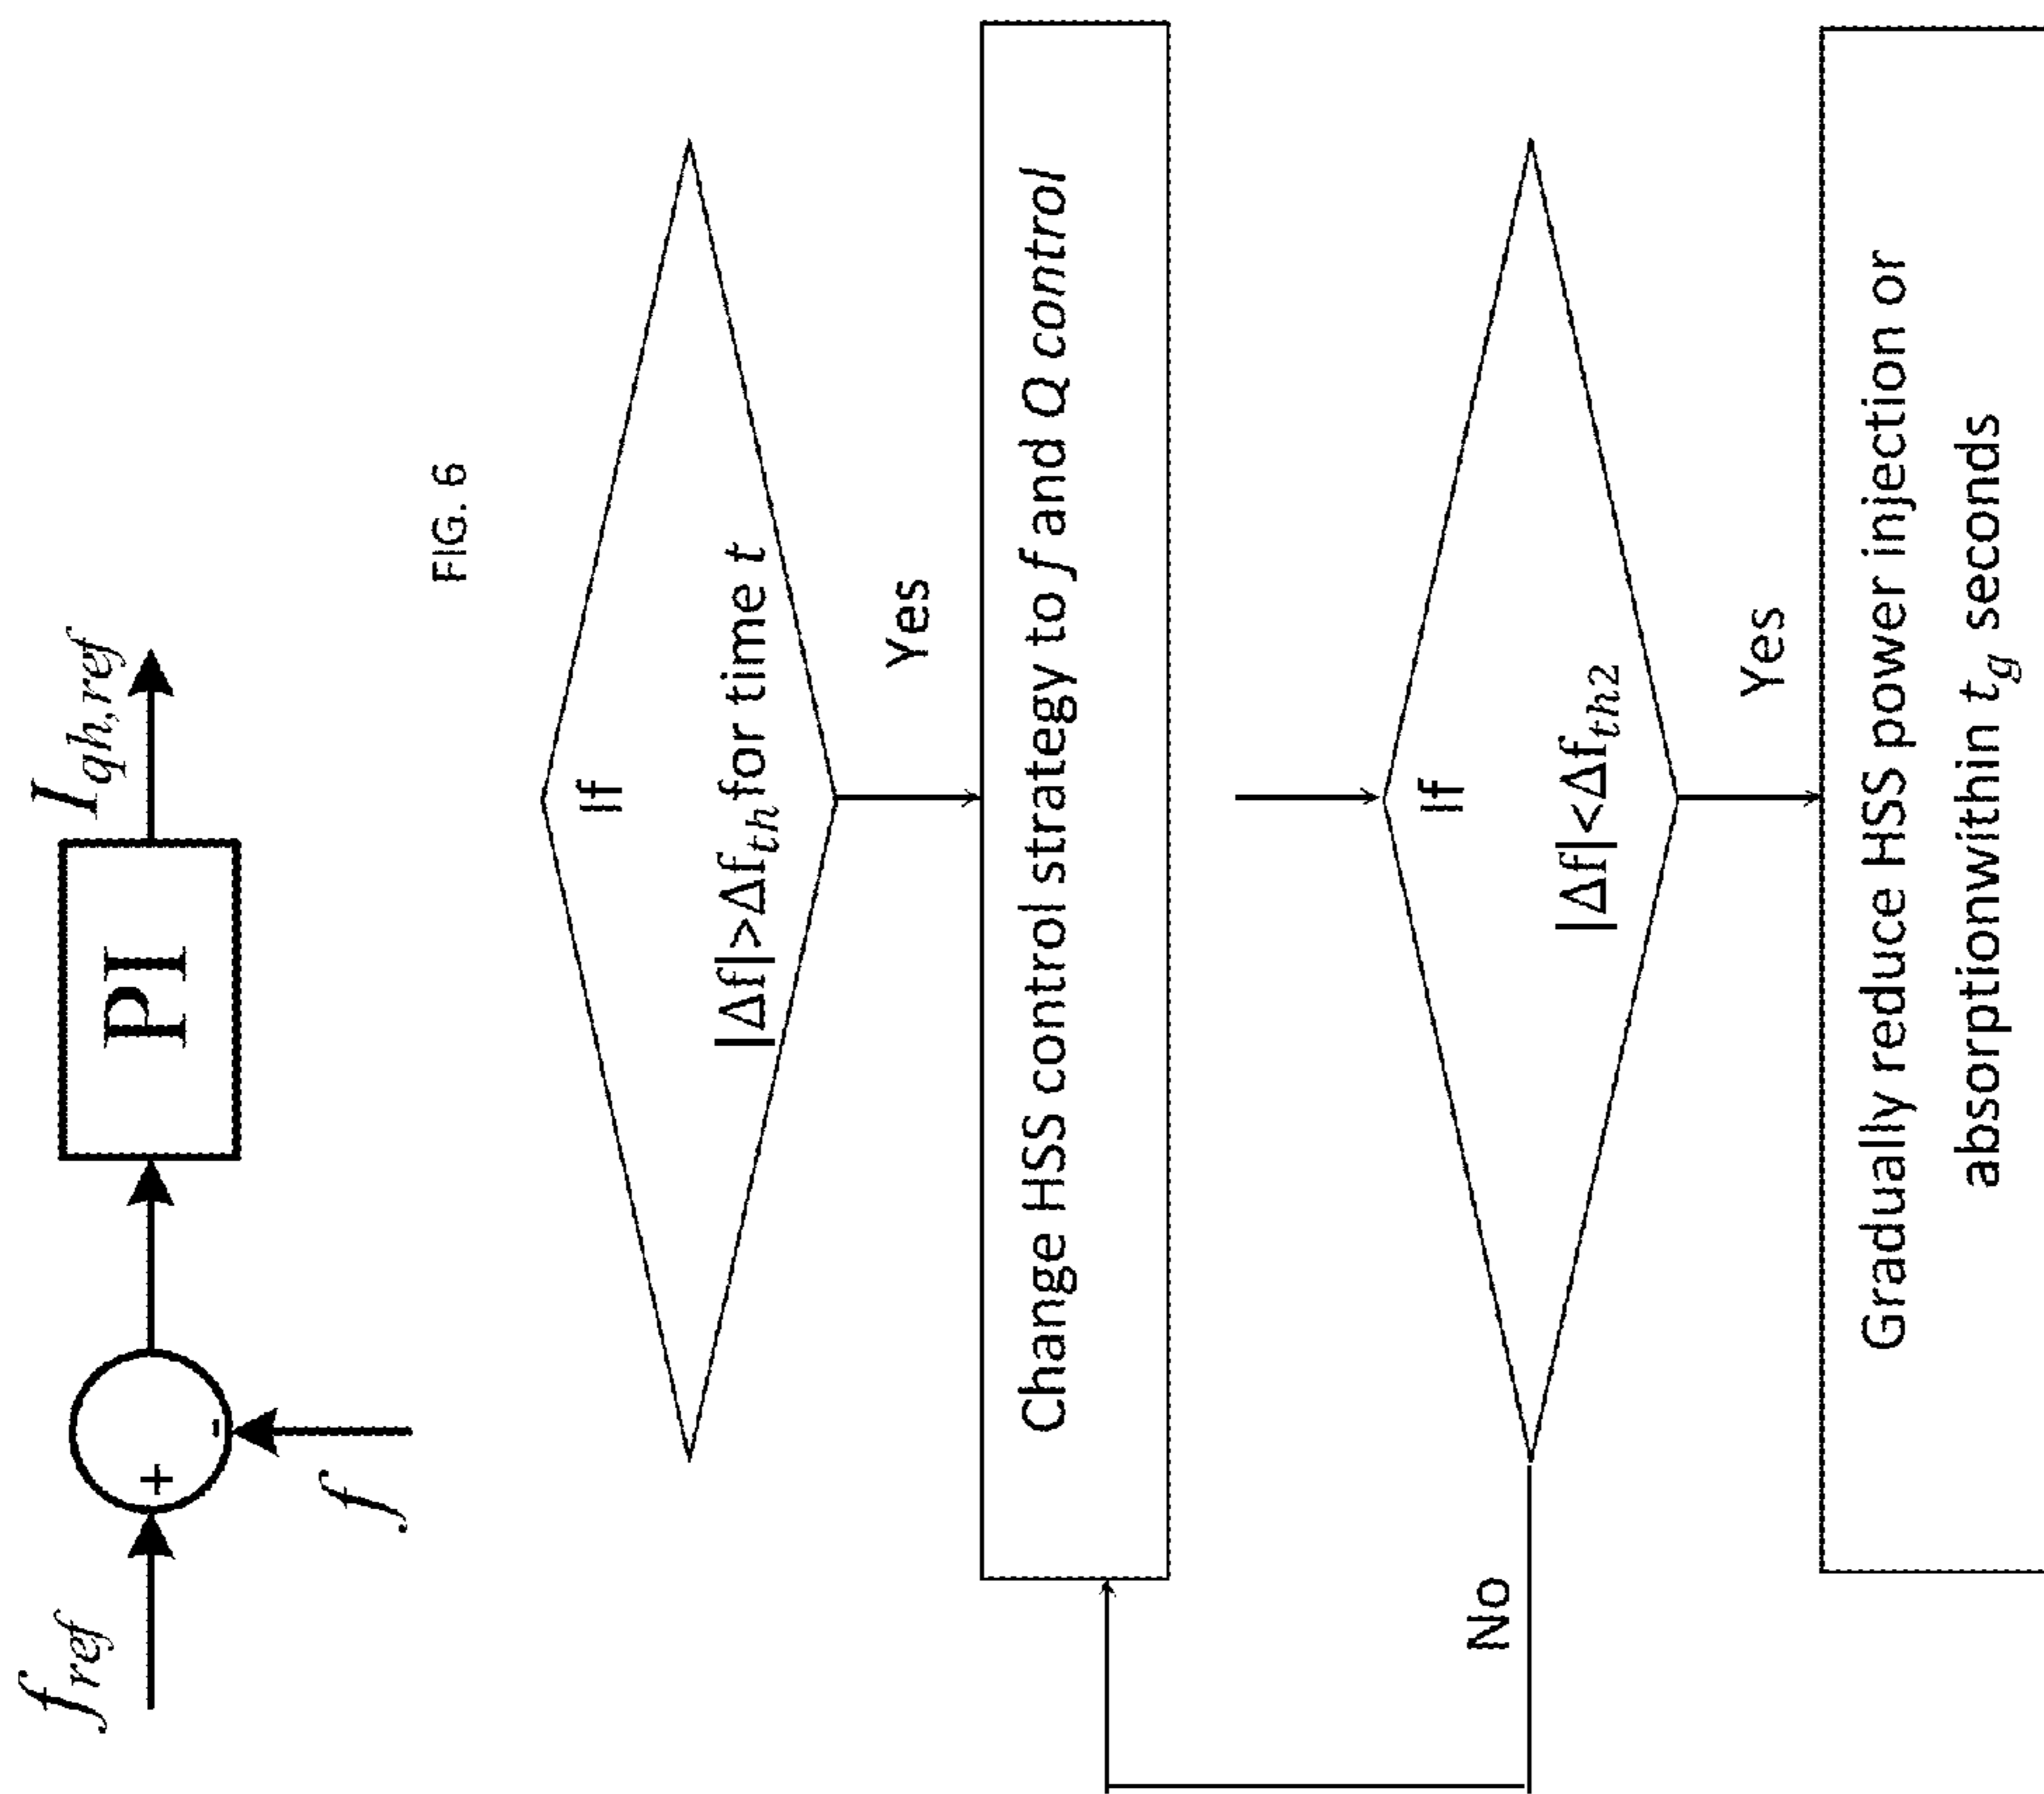 f_ref
+
-
f
PI
I_qh,ref
FIG. 6
If
|Δf|>Δf_th for time t
Yes
Change HSS control strategy to f and Q control
If
|Δf|<Δf_th2
No
Yes
Gradually reduce HSS power injection or
absorptionwithin t_g seconds